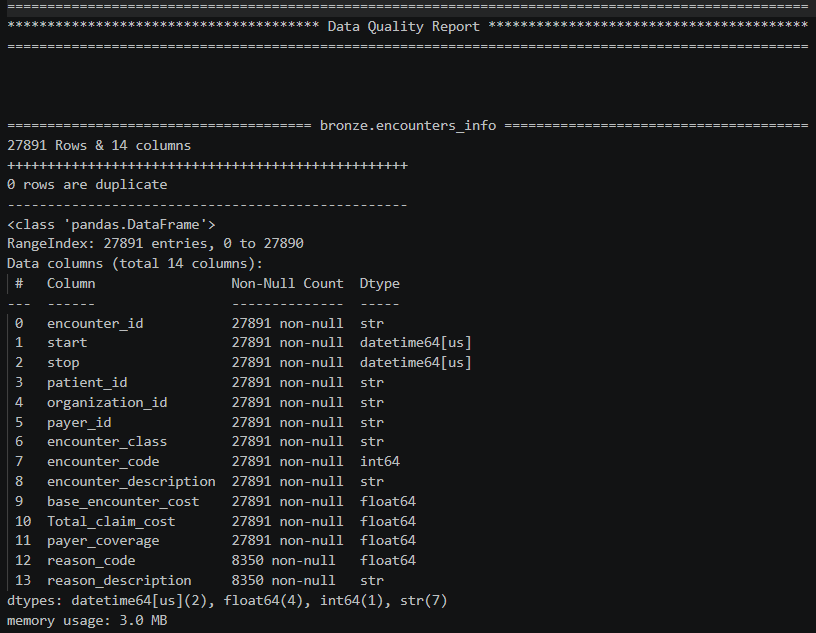 ====================================================================================================
*************************************** Data Quality Report ****************************************
====================================================================================================
====================================== bronze.encounters_info ======================================
27891 Rows & 14 columns
++++++++++++++++++++++++++++++++++++++++++++++++++
0 rows are duplicate
--------------------------------------------------
<class 'pandas.DataFrame'>
RangeIndex: 27891 entries, 0 to 27890
Data columns (total 14 columns):
 #   Column                 Non-Null Count  Dtype
---  ------                 --------------  -----
 0   encounter_id           27891 non-null  str
 1   start                  27891 non-null  datetime64[us]
 2   stop                   27891 non-null  datetime64[us]
 3   patient_id             27891 non-null  str
 4   organization_id        27891 non-null  str
 5   payer_id               27891 non-null  str
 6   encounter_class        27891 non-null  str
 7   encounter_code         27891 non-null  int64
 8   encounter_description  27891 non-null  str
 9   base_encounter_cost    27891 non-null  float64
 10  Total_claim_cost       27891 non-null  float64
 11  payer_coverage         27891 non-null  float64
 12  reason_code            8350 non-null   float64
 13  reason_description     8350 non-null   str
dtypes: datetime64[us](2), float64(4), int64(1), str(7)
memory usage: 3.0 MB